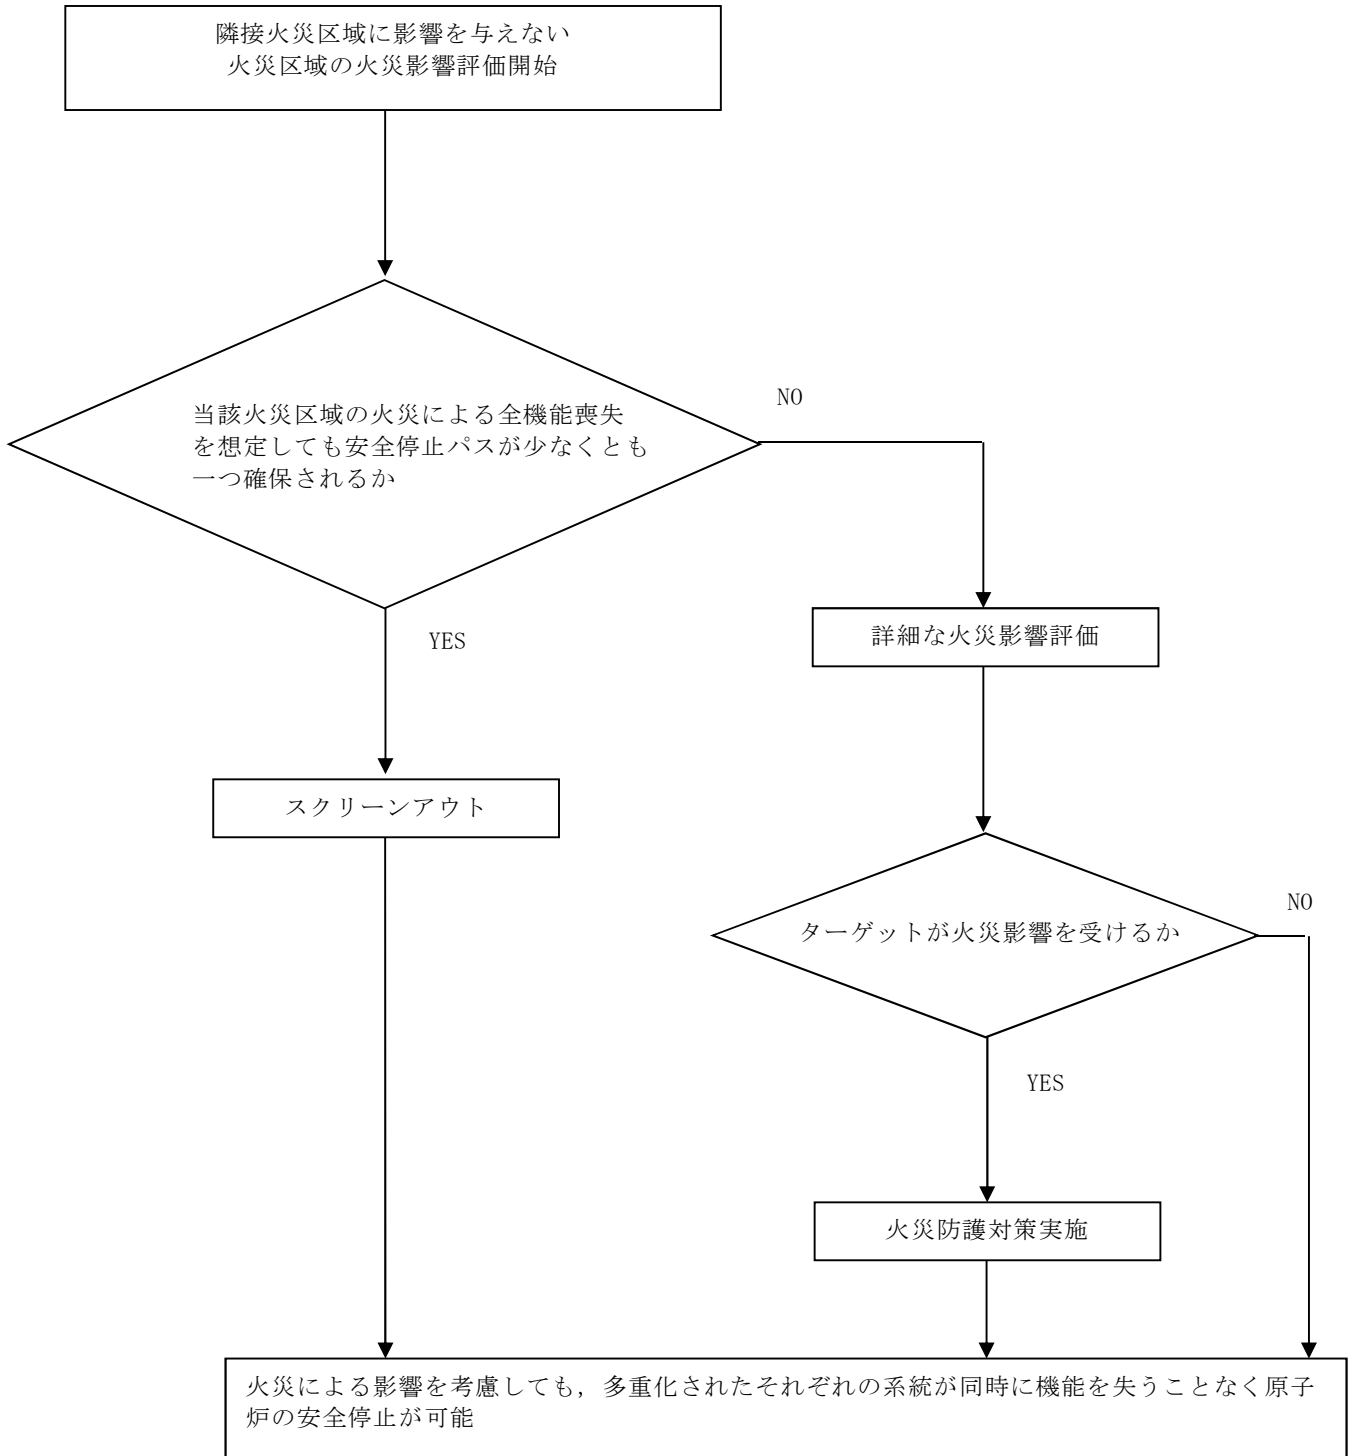 隣接火災区域に影響を与えない
火災区域の火災影響評価開始
当該火災区域の火災による全機能喪失
を想定しても安全停止パスが少なくとも
一つ確保されるか
NO
YES
詳細な火災影響評価
スクリーンアウト
ターゲットが火災影響を受けるか
NO
YES
火災防護対策実施
火災による影響を考慮しても，多重化されたそれぞれの系統が同時に機能を失うことなく原子
炉の安全停止が可能